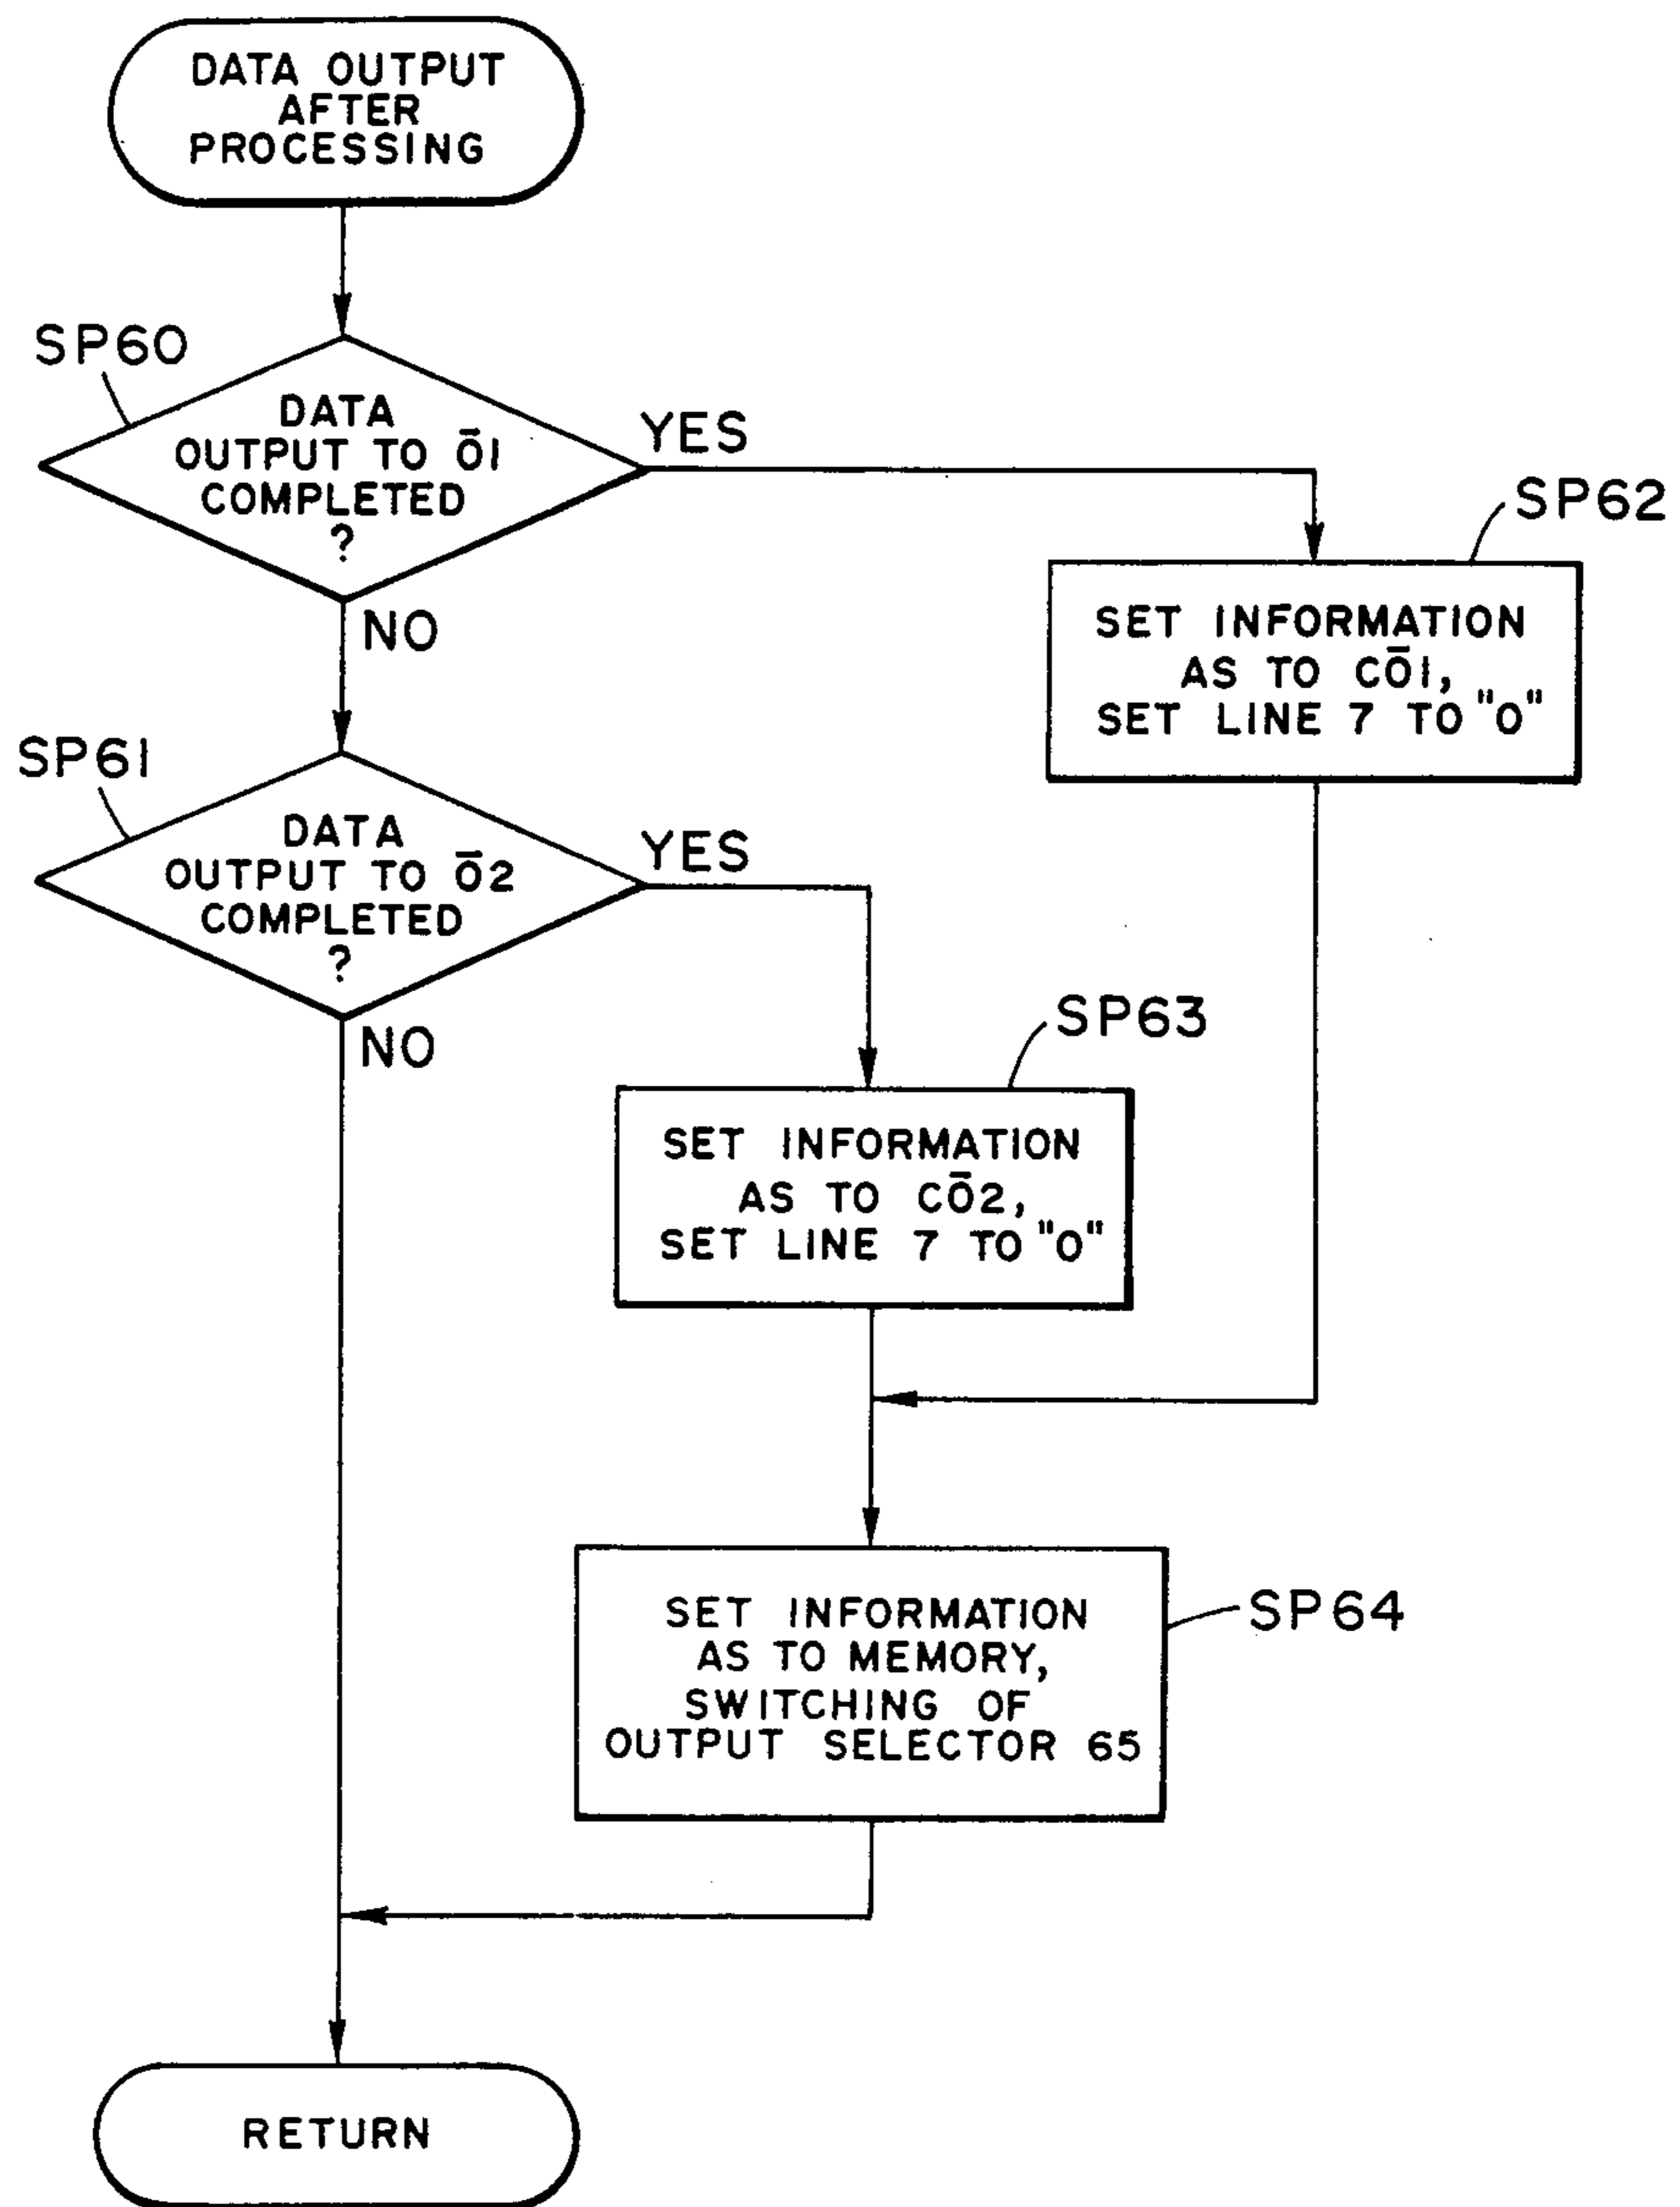 DATA OUTPUT
AFTER
PROCESSING
SP60
DATA
OUTPUT TO Ō1
COMPLETED
?
YES
NO
SP62
SET INFORMATION
AS TO CŌ1,
SET LINE 7 TO "0"
SP61
DATA
OUTPUT TO Ō2
COMPLETED
?
YES
NO
SP63
SET INFORMATION
AS TO CŌ2,
SET LINE 7 TO "0"
SP64
SET INFORMATION
AS TO MEMORY,
SWITCHING OF
OUTPUT SELECTOR 65
RETURN